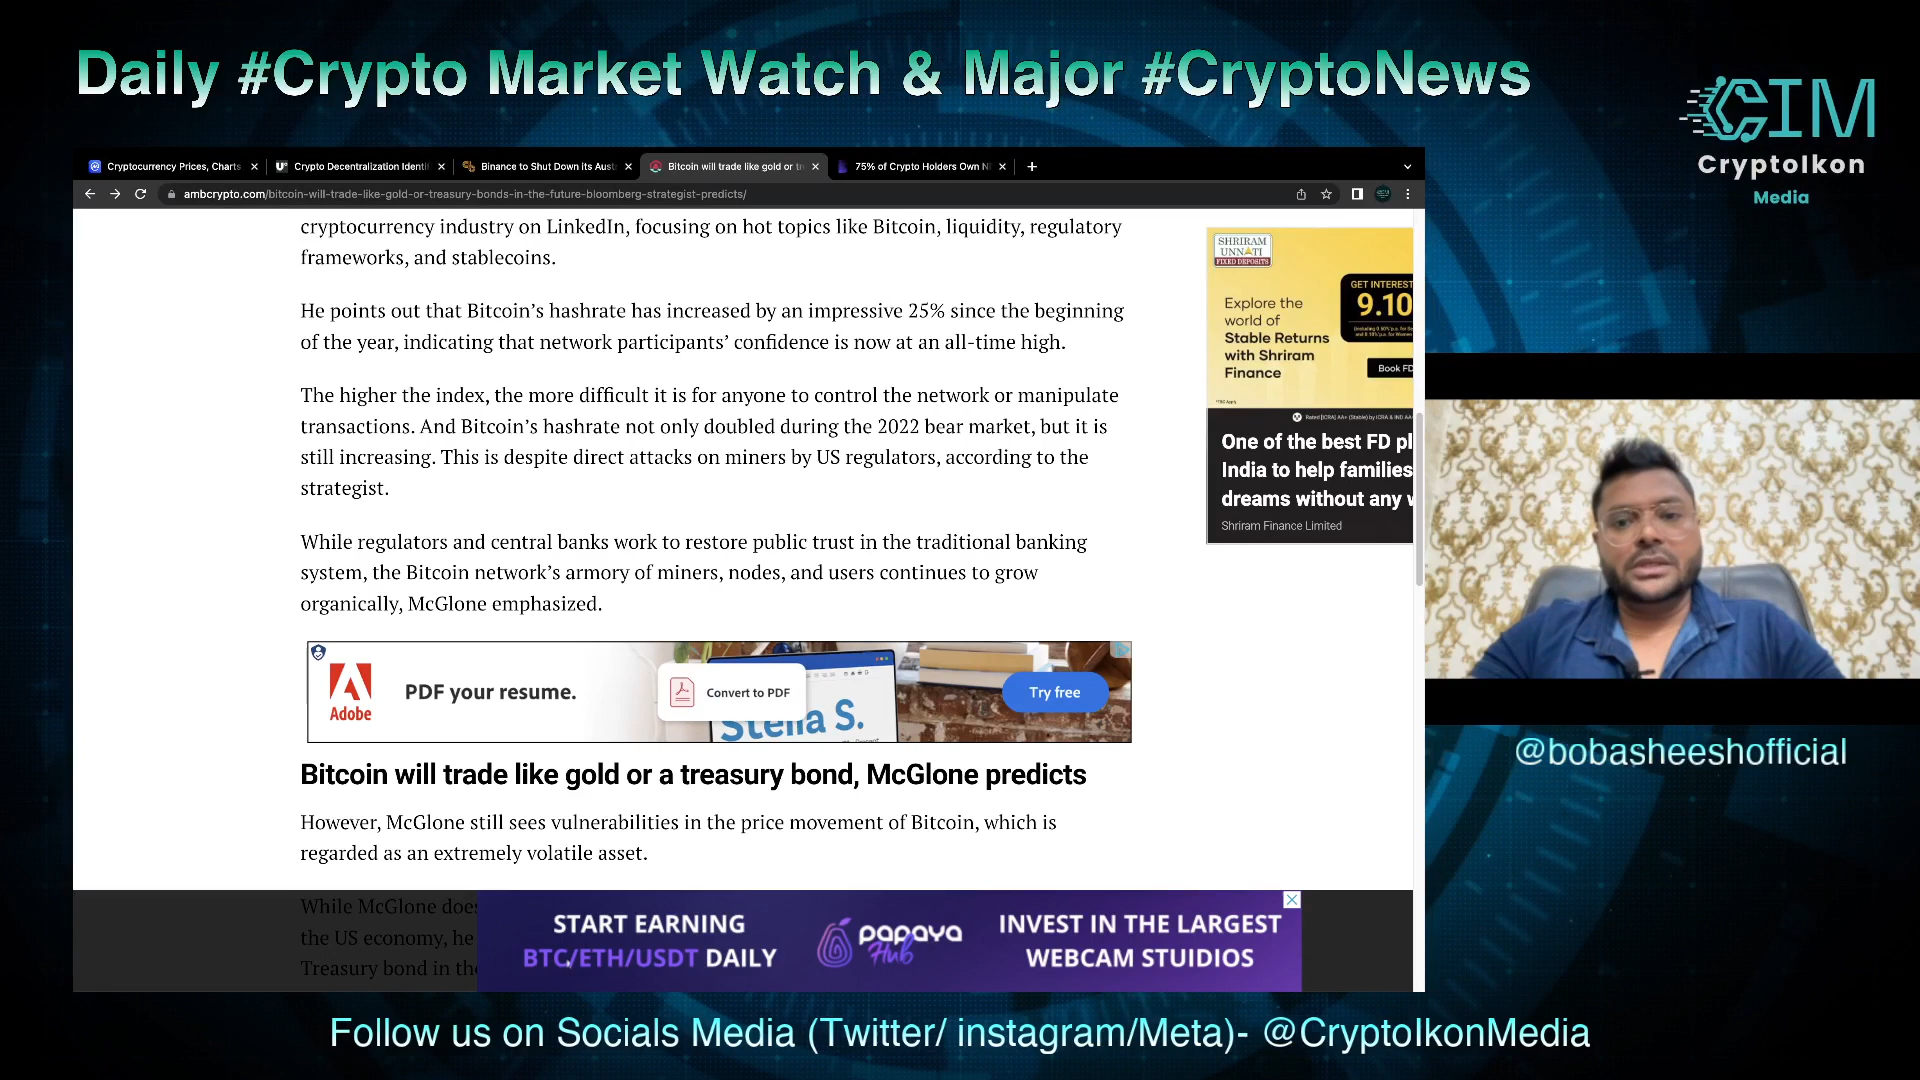 Daily #Crypto Market Watch & Major #CryptoNews
CIM
CryptoIkon
Media
Cryptocurrency Prices, Charts
Crypto Decentralization Identi
Binance to Shut Down its Aust
Bitcoin will trade like gold or tr
75% of Crypto Holders Own N
ambcrypto.com/bitcoin-will-trade-like-gold-or-treasury-bonds-in-the-future-bloomberg-strategist-predicts/
cryptocurrency industry on LinkedIn, focusing on hot topics like Bitcoin, liquidity, regulatory
frameworks, and stablecoins.
He points out that Bitcoin’s hashrate has increased by an impressive 25% since the beginning
of the year, indicating that network participants’ confidence is now at an all-time high.
The higher the index, the more difficult it is for anyone to control the network or manipulate
transactions. And Bitcoin’s hashrate not only doubled during the 2022 bear market, but it is
still increasing. This is despite direct attacks on miners by US regulators, according to the
strategist.
While regulators and central banks work to restore public trust in the traditional banking
system, the Bitcoin network’s armory of miners, nodes, and users continues to grow
organically, McGlone emphasized.
Adobe
PDF your resume.
Convert to PDF
Stella S.
Try free
Bitcoin will trade like gold or a treasury bond, McGlone predicts
However, McGlone still sees vulnerabilities in the price movement of Bitcoin, which is
regarded as an extremely volatile asset.
While McGlone does
the US economy, he
Treasury bond in the
START EARNING
BTC/ETH/USDT DAILY
papaya
Hub
INVEST IN THE LARGEST
WEBCAM STUIDIOS
SHRIRAM
UNNATI
FIXED DEPOSITS
Explore the
world of
Stable Returns
with Shriram
Finance
GET INTEREST
9.10
Book FD
One of the best FD pl
India to help families
dreams without any w
Shriram Finance Limited
@bobasheeshofficial
Follow us on Socials Media (Twitter/ instagram/Meta)- @CryptoIkonMedia